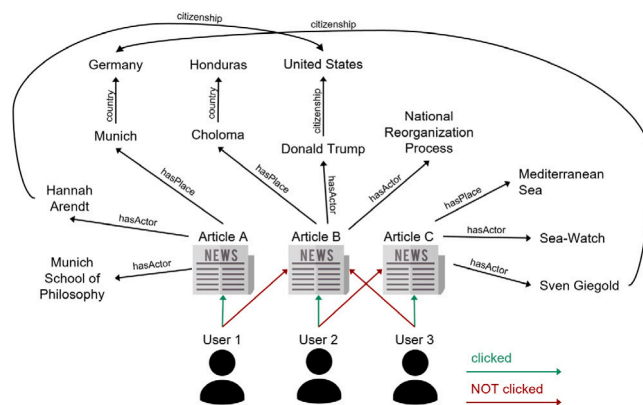 citizenship
citizenship
Germany
Honduras
United States
country
country
citizenship
National
Reorganization
Process
Munich
Choloma
Donald Trump
Mediterranean
Sea
hasPlace
hasPlace
hasActor
hasActor
hasPlace
Hannah
Arendt
hasActor
Article A
Article B
Article C
hasActor
Sea-Watch
NEWS
NEWS
NEWS
Munich
School of
Philosophy
hasActor
hasActor
Sven Giegold
User 1
User 2
User 3
clicked
NOT clicked